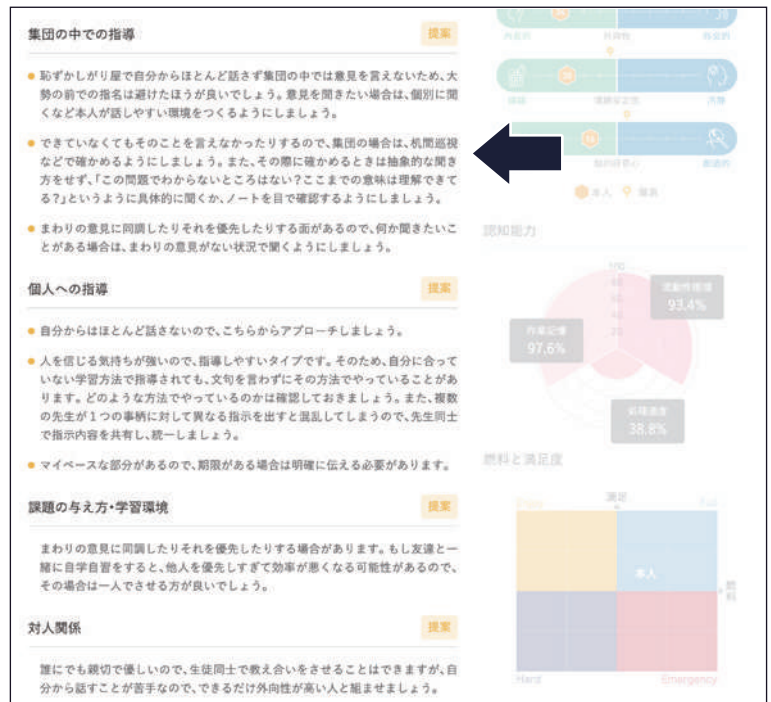 集団の中での指導
提案
恥ずかしがり屋で自分からほとんど話さず集団の中では意見を言えないため、大
勢の前での指名は避けたほうが良いでしょう。意見を聞きたい場合は、個別に聞
くなど本人が話しやすい環境をつくるようにしましょう。
できていなくてもそのことを言えなかったりするので、集団の場合は、机間巡視
などで確かめるようにしましょう。また、その際に確かめるときは抽象的な聞き
方をせず、「この問題でわからないところはない？ここまでの意味は理解できて
る？」というように具体的に聞くか、ノートを目で確認するようにしましょう。
まわりの意見に同調したりそれを優先したりする面があるので、何か聞きたいこ
とがある場合は、まわりの意見がない状況で聞くようにしましょう。
個人への指導
提案
自分からはほとんど話さないので、こちらからアプローチしましょう。
人を信じる気持ちが強いので、指導しやすいタイプです。そのため、自分に合って
いない学習方法で指導されても、文句を言わずにその方法でやっていることがあ
ります。どのような方法でやっているのかは確認しておきましょう。また、複数
の先生が１つの事柄に対して異なる指示を出すと混乱してしまうので、先生同士
で指示内容を共有し、統一しましょう。
マイペースな部分があるので、期限がある場合は明確に伝える必要があります。
課題の与え方・学習環境
提案
まわりの意見に同調したりそれを優先したりする場合があります。もし友達と一
緒に自学自習をすると、他人を優先しすぎて効率が悪くなる可能性があるので、
その場合は一人でさせる方が良いでしょう。
対人関係
提案
誰にでも親切で優しいので、生徒同士で教え合いをさせることはできますが、自
分から話すことが苦手なので、できるだけ外向性が高い人と組ませましょう。
外向性
外交的
本人
認知能力
100
流動性推理
93.4%
作業記憶
97.6%
処理速度
38.8%
燃料と満足度
満足
Full
本人
燃料
Hard
Emergency